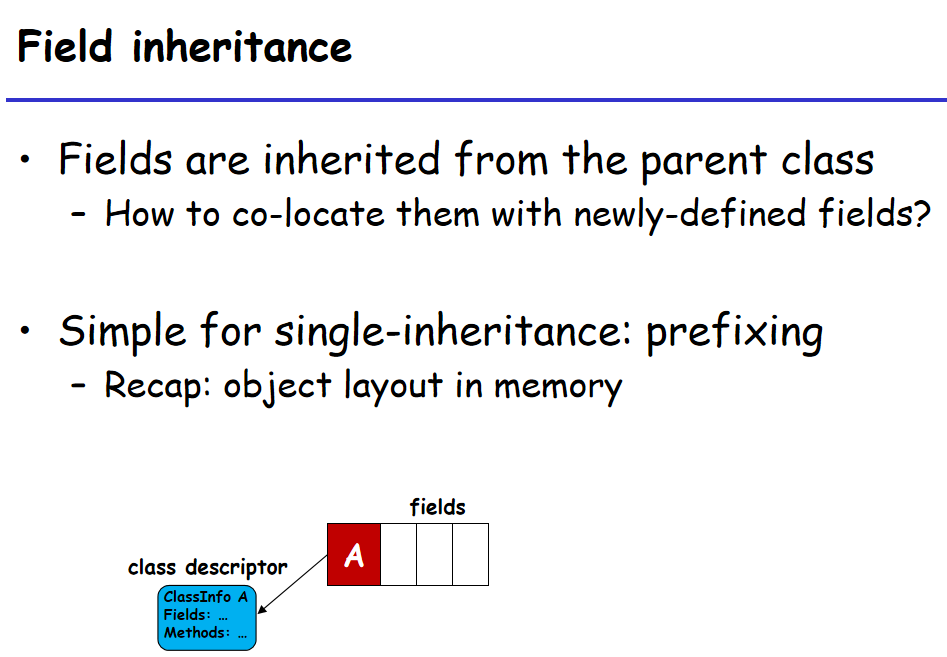 Field inheritance
• Fields are inherited from the parent class
– How to co-locate them with newly-defined fields?
• Simple for single-inheritance: prefixing
– Recap: object layout in memory
fields
A
class descriptor
ClassInfo A
Fields: …
Methods: …